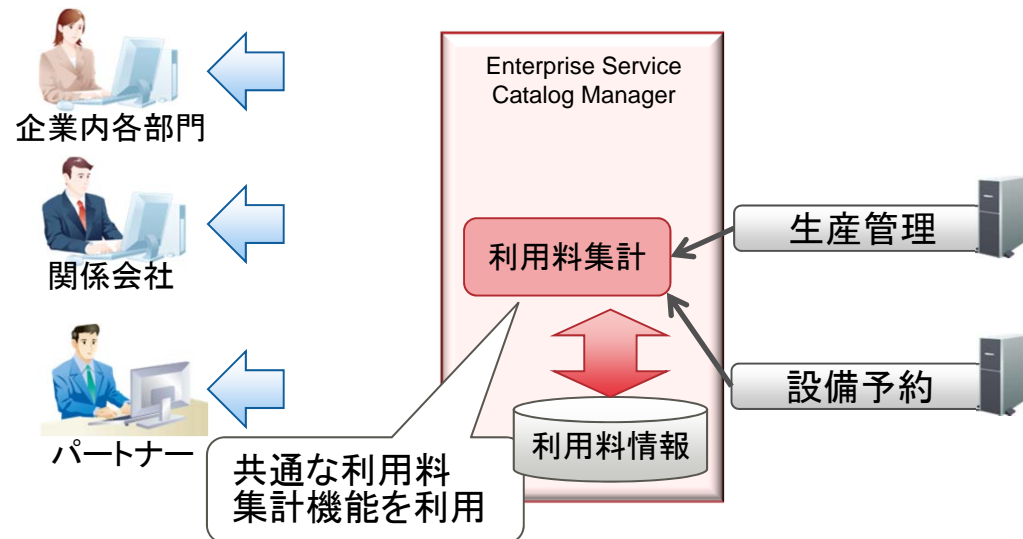 Enterprise Service
Catalog Manager
企業内各部門
関係会社
パートナー
利用料集計
利用料情報
共通な利用料
集計機能を利用
生産管理
設備予約